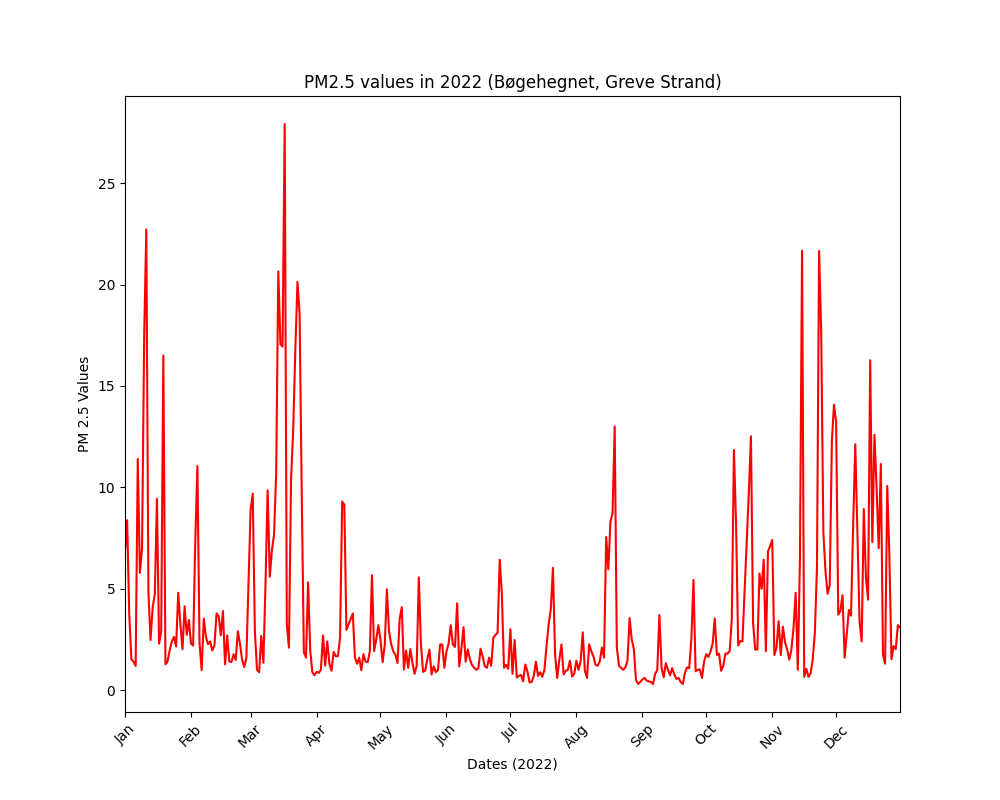 PM2.5 values in 2022 (Bøgehegnet, Greve Strand)
PM 2.5 Values
25
20
15
10
5
0
Jan Feb Mar Apr May Jun Jul Aug Sep Oct Nov Dec
Dates (2022)